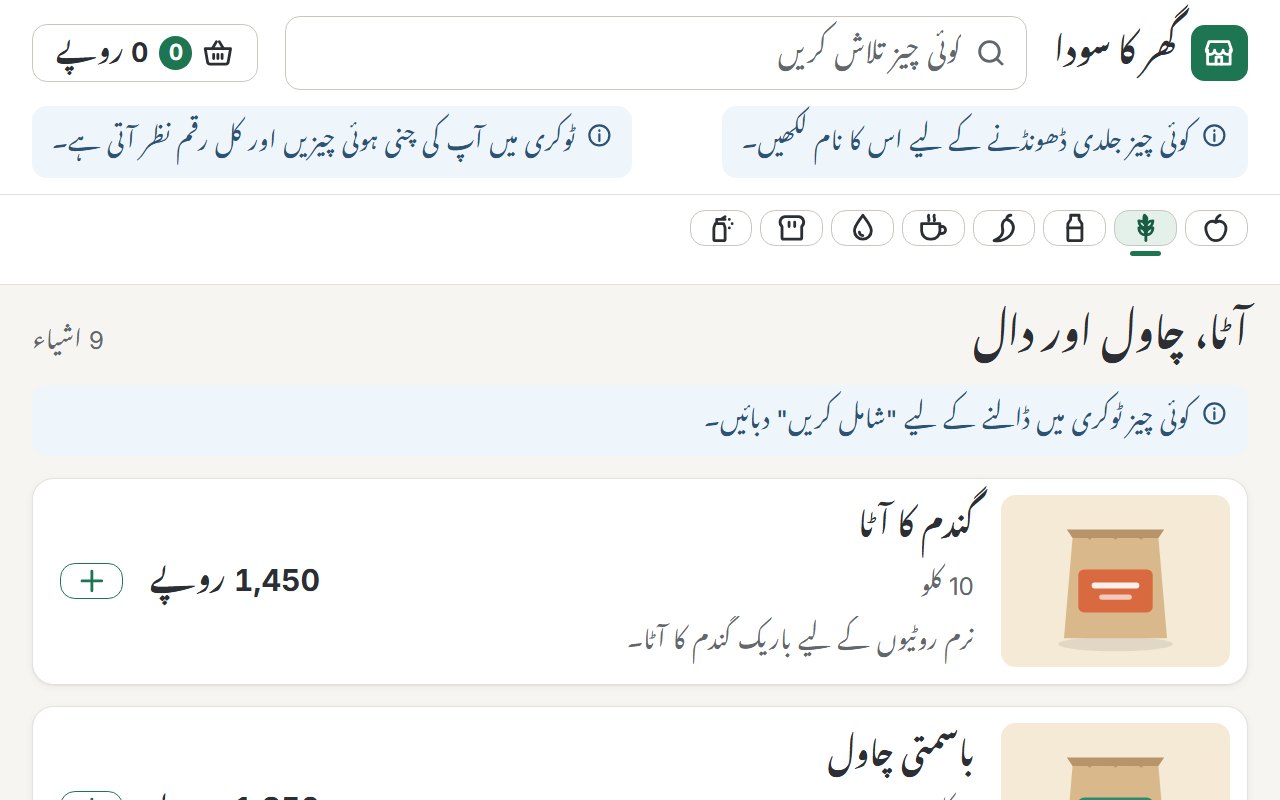 گھر کا سودا
کوئی چیز تلاش کریں
0 0 روپے
کوئی چیز جلدی ڈھونڈنے کے لیے اس کا نام لکھیں۔
ٹوکری میں آپ کی چنی ہوئی چیزیں اور کل رقم نظر آتی ہے۔
آٹا، چاول اور دال
9 اشیاء
کوئی چیز ٹوکری میں ڈالنے کے لیے "شامل کریں" دبائیں۔
گندم کا آٹا
10 کلو
نرم روٹیوں کے لیے باریک گندم کا آٹا۔
1,450 روپے
باسمتی چاول